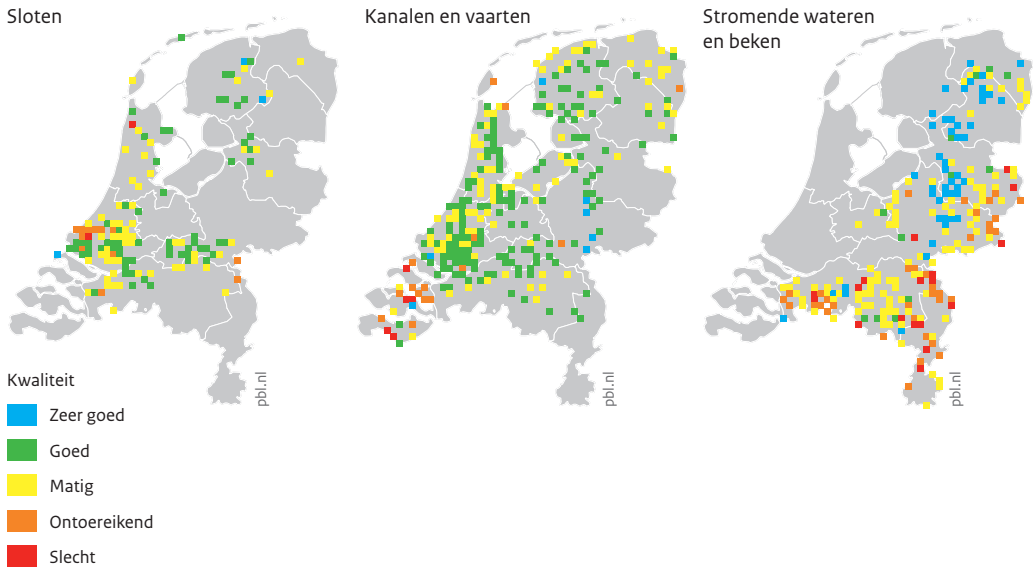 Sloten
Kanalen en vaarten
Stromende wateren
en beken
pbl.nl
pbl.nl
pbl.nl
Kwaliteit
Zeer goed
Goed
Matig
Ontoereikend
Slecht